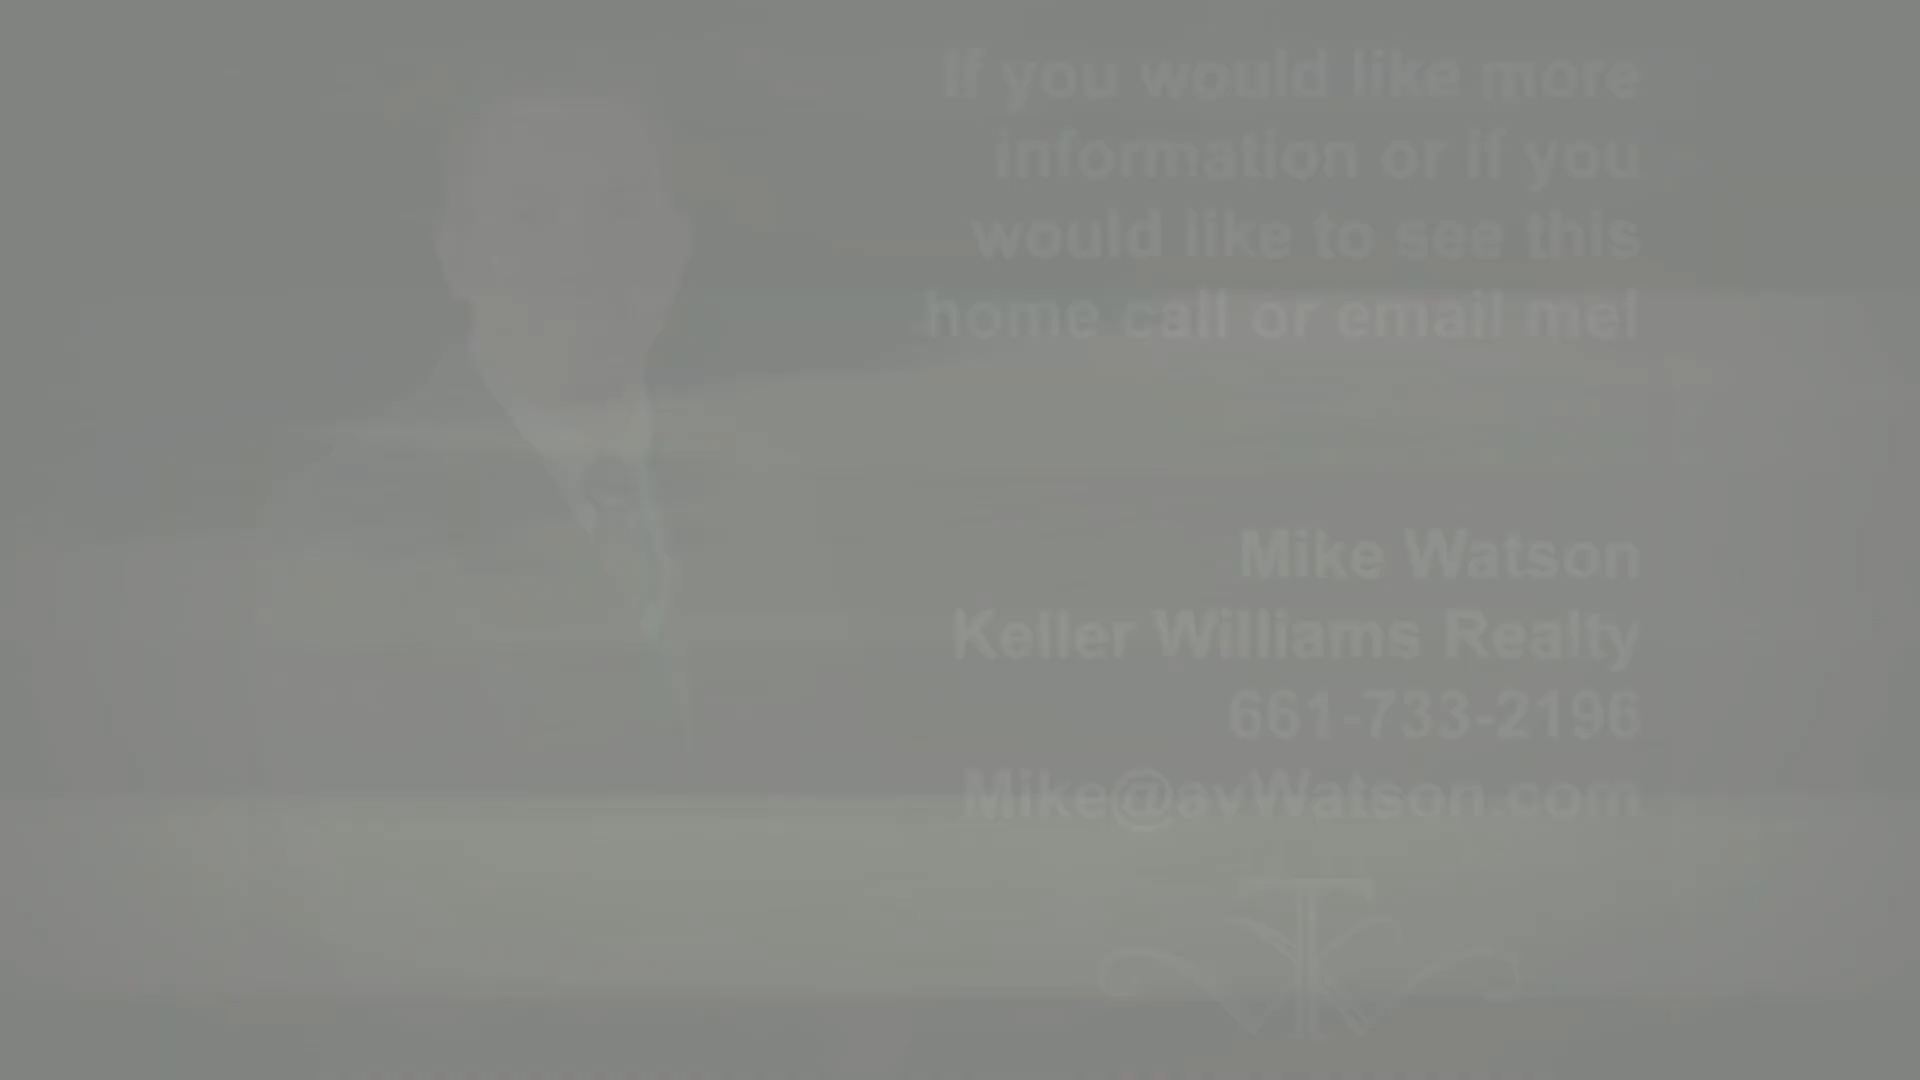 If you would like more
information or if you
would like to see this
home call or email me!
Mike Watson
Keller Williams Realty
661-733-2196
Mike@avWatson.com